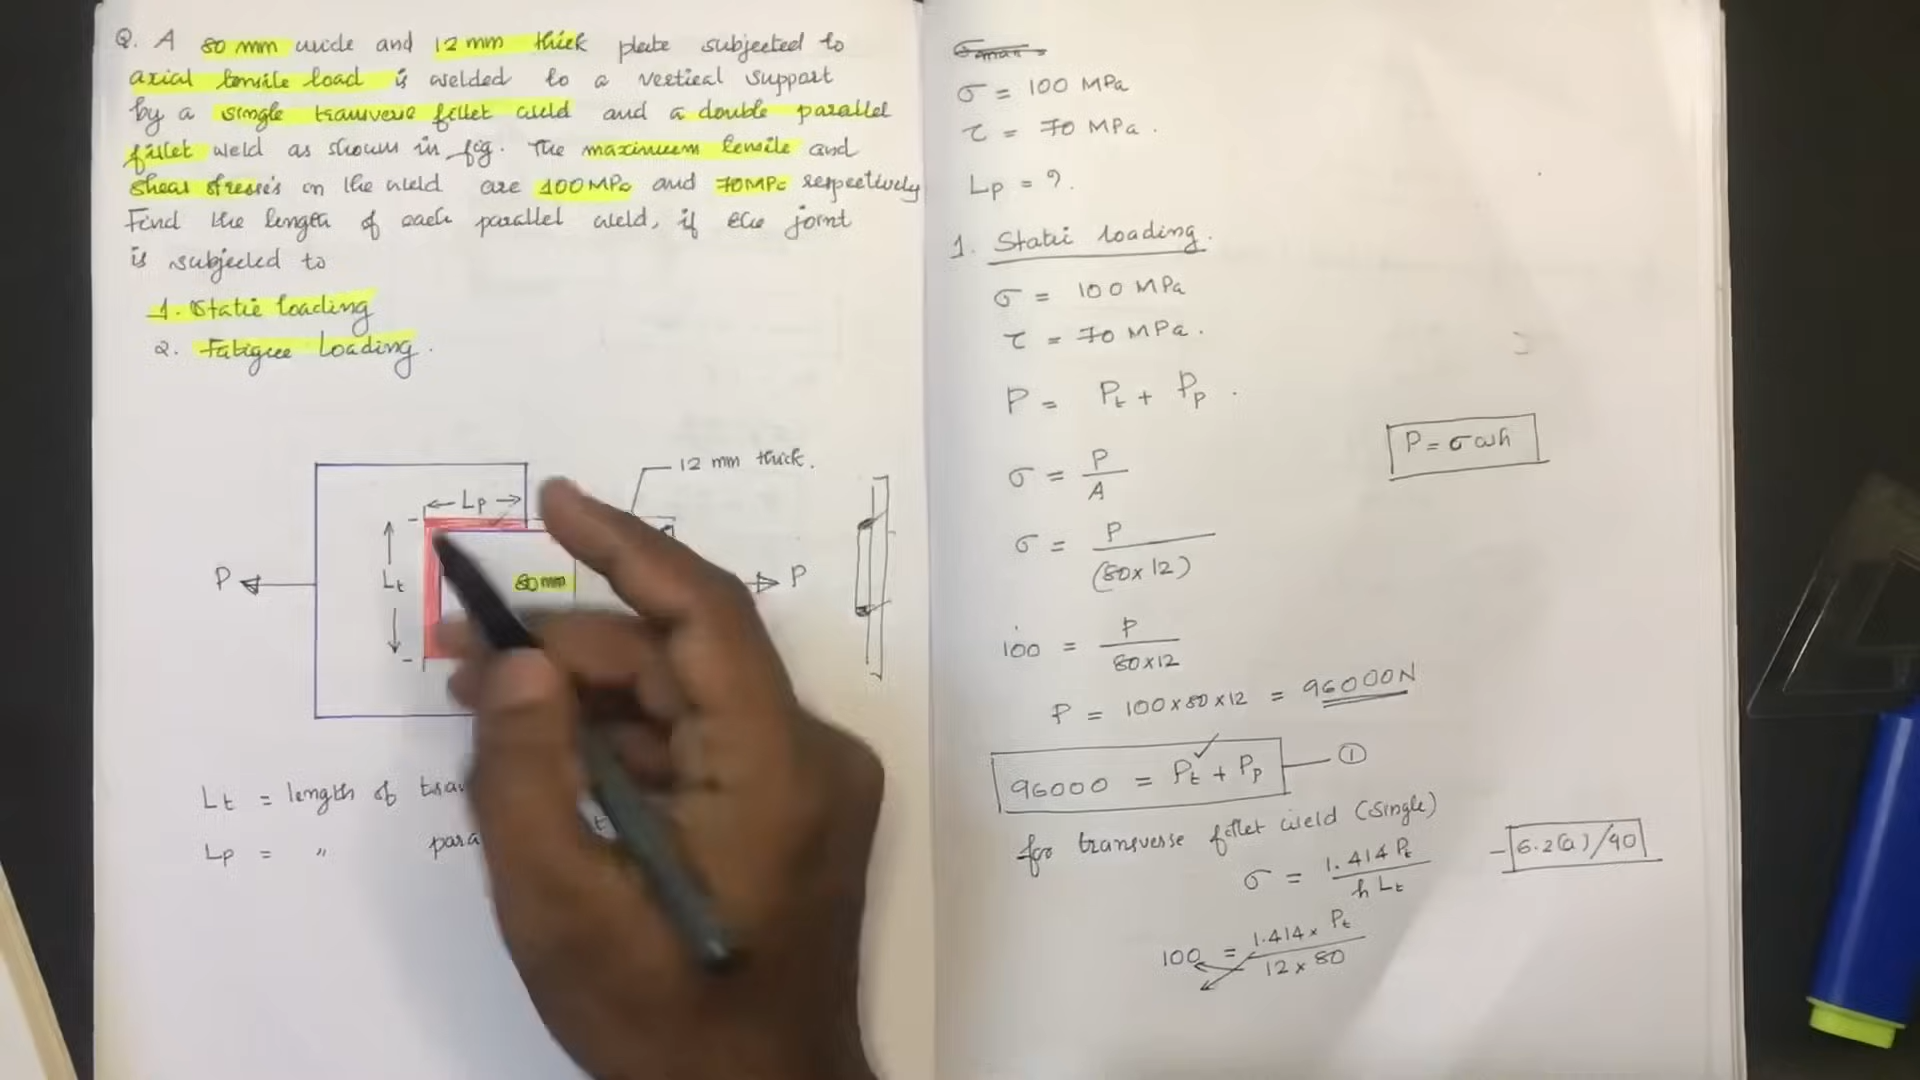 Q. A 80 mm wide and 12 mm thick plate subjected to
axial tensile load is welded to a vertical support
by a single transverse fillet weld and a double parallel
fillet weld as shown in fig. The maximum tensile and
shear stresses on the weld are 100 MPa and 70 MPa respectively
Find the length of each parallel weld, if the joint
is subjected to
1. Static loading
2. Fatigue Loading.
12 mm thick.
← Lp →
P
Lt
80 mm
P
Lt = length of
Lp = "
σ = 100 MPa
τ = 70 MPa.
Lp = ?.
1. Static loading.
σ = 100 MPa
τ = 70 MPa.
P = Pt + Pp.
P = σωh
σ = P/A
σ = P/(80x12)
100 = P/80x12
P = 100x80x12 = 96000N
96000 = Pt + Pp — ①
for transverse fillet weld (single)
σ = 1.414 Pt/h Lt - 6.2(a)/90
100 = 1.414 x Pt/12 x 80